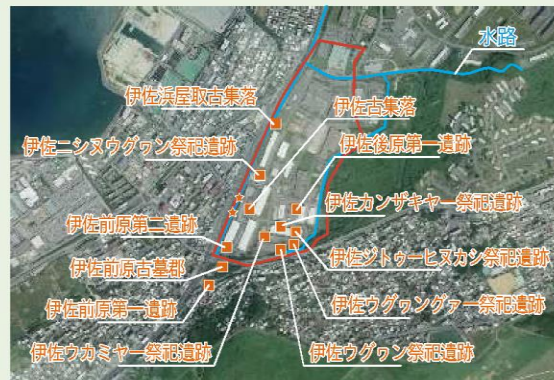 水路
伊佐浜屋取古集落
伊佐古集落
伊佐ニシヌウグヮン祭祀遺跡
伊佐後原第一遺跡
伊佐カンザキヤー祭祀遺跡
伊佐前原第二遺跡
伊佐ジトゥーヒヌカン祭祀遺跡
伊佐前原古墓郡
伊佐ウグヮングァー祭祀遺跡
伊佐前原第一遺跡
伊佐ウカミヤー祭祀遺跡
伊佐ウグヮン祭祀遺跡